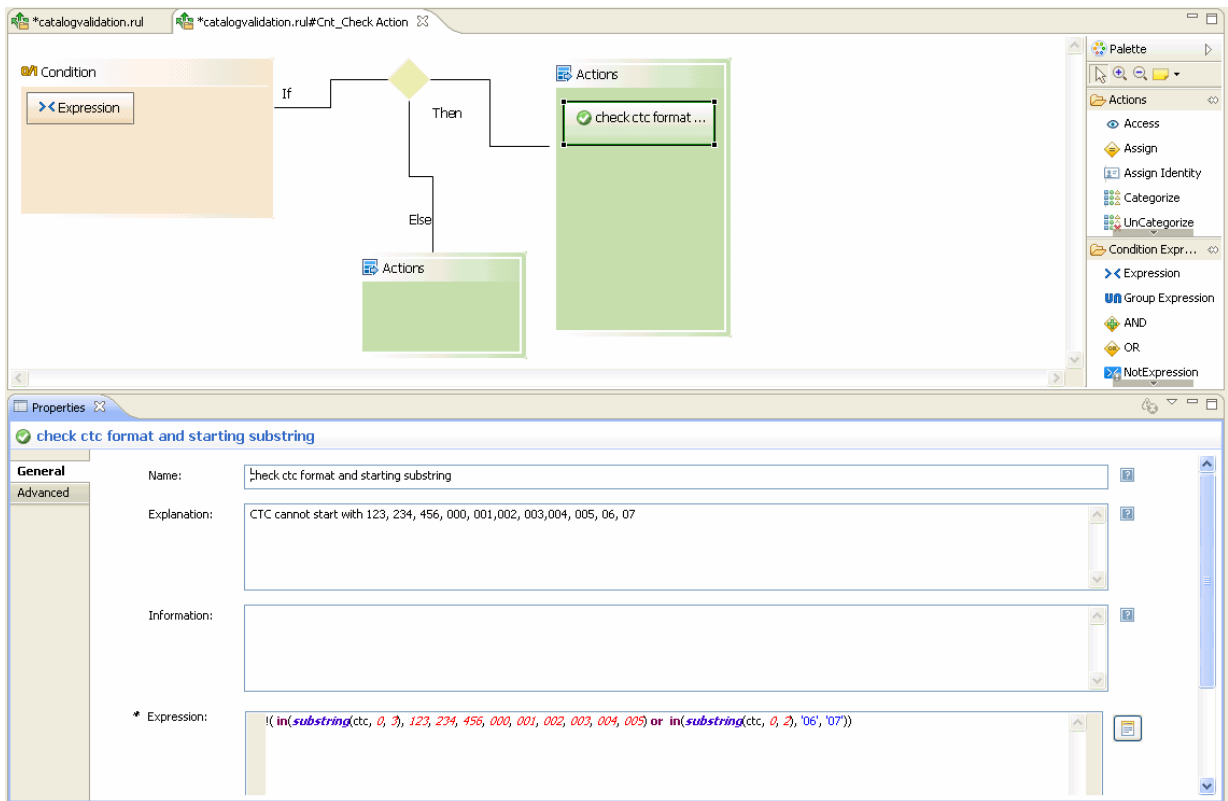 *catalogvalidation.rul
*catalogvalidation.rul#Cnt_Check Action
Condition
Expression
If
Then
Else
Actions
check ctc format ...
Actions
Palette
Actions
Access
Assign
Assign Identity
Categorize
UnCategorize
Condition Expr...
Expression
Group Expression
AND
OR
NotExpression
Properties
check ctc format and starting substring
General
Advanced
Name:
check ctc format and starting substring
Explanation:
CTC cannot start with 123, 234, 456, 000, 001,002, 003,004, 005, 06, 07
Information:
* Expression:
!( in(substring(ctc, 0, 3), 123, 234, 456, 000, 001, 002, 003, 004, 005) or in(substring(ctc, 0, 2), '06', '07'))